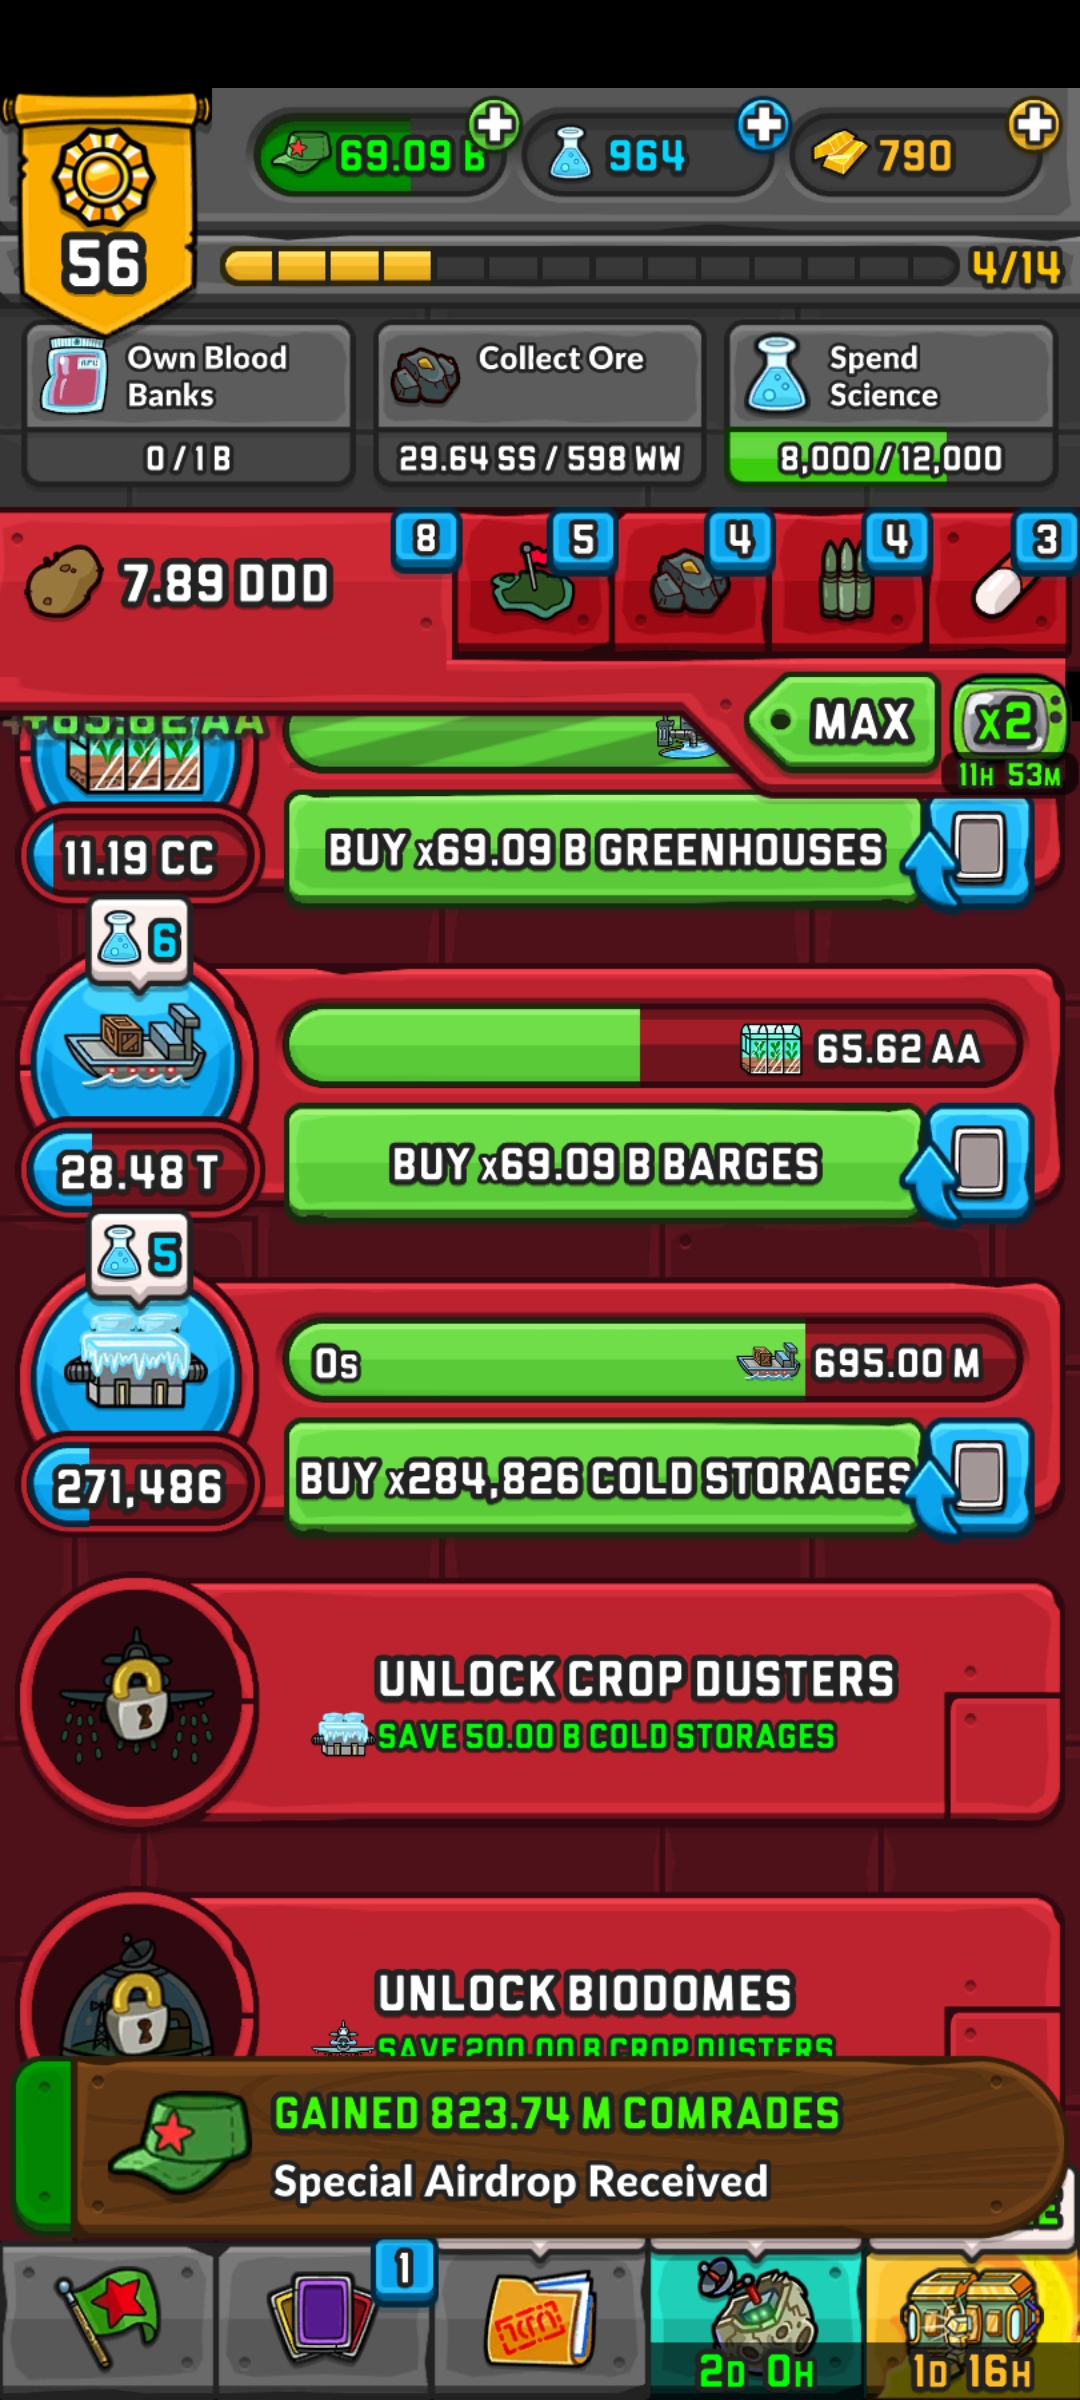 69.09 B
964
790
56
4/14
Own Blood
Banks
0 / 1 B
Collect Ore
29.64 SS / 598 WW
Spend
Science
8,000 / 12,000
7.89 DDD
8
5
4
4
3
MAX
x2
11H 53M
11.19 CC
BUY x69.09 B GREENHOUSES
6
65.62 AA
28.48 T
BUY x69.09 B BARGES
5
0s
695.00 M
271,486
BUY x284,826 COLD STORAGES
UNLOCK CROP DUSTERS
SAVE 50.00 B COLD STORAGES
UNLOCK BIODOMES
SAVE 200.00 B CROP DUSTERS
GAINED 823.74 M COMRADES
Special Airdrop Received
1
2D 0H
1D 16H